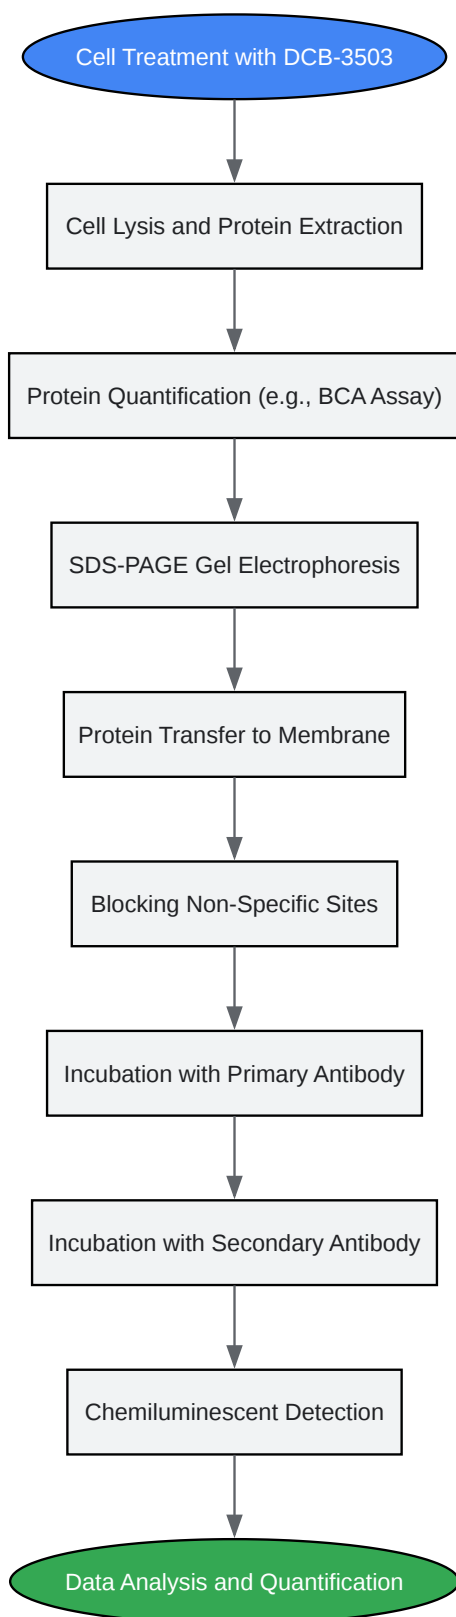 Cell Treatment with DCB-3503
Cell Lysis and Protein Extraction
Protein Quantification (e.g., BCA Assay)
SDS-PAGE Gel Electrophoresis
Protein Transfer to Membrane
Blocking Non-Specific Sites
Incubation with Primary Antibody
Incubation with Secondary Antibody
Chemiluminescent Detection
Data Analysis and Quantification